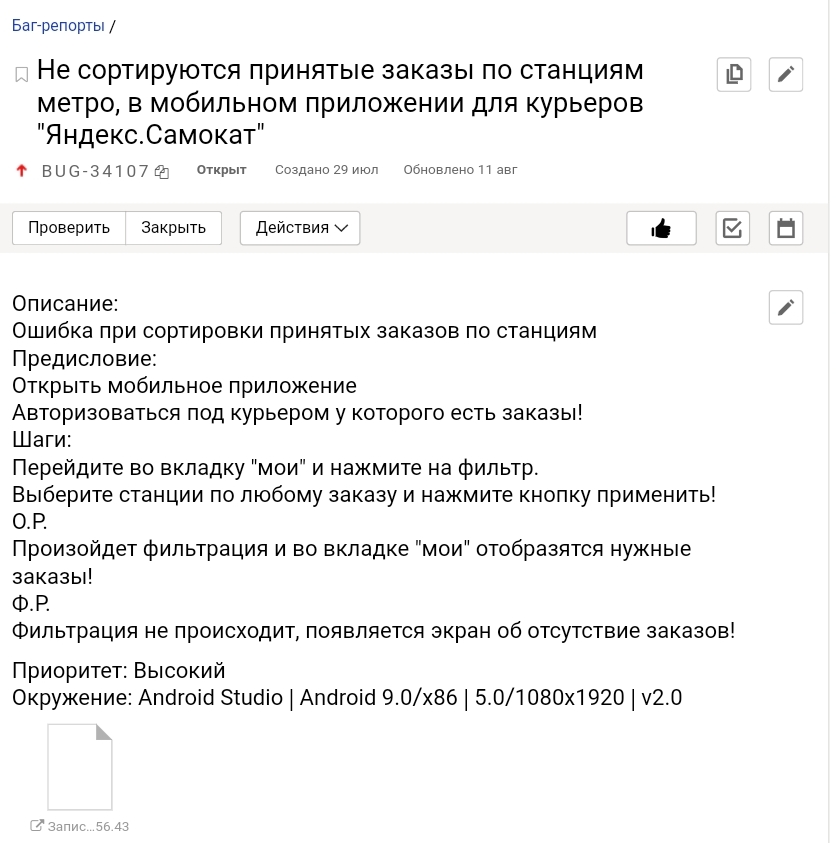 Баг-репорты /
Не сортируются принятые заказы по станциям
метро, в мобильном приложении для курьеров
"Яндекс.Самокат"
BUG-34107 Открыт Создано 29 июл Обновлено 11 авг
Проверить Закрыть Действия
Описание:
Ошибка при сортировки принятых заказов по станциям
Предисловие:
Открыть мобильное приложение
Авторизоваться под курьером у которого есть заказы!
Шаги:
Перейдите во вкладку "мои" и нажмите на фильтр.
Выберите станции по любому заказу и нажмите кнопку применить!
О.Р.
Произойдет фильтрация и во вкладке "мои" отобразятся нужные
заказы!
Ф.Р.
Фильтрация не происходит, появляется экран об отсутствие заказов!
Приоритет: Высокий
Окружение: Android Studio | Android 9.0/x86 | 5.0/1080x1920 | v2.0
Запис...56.43